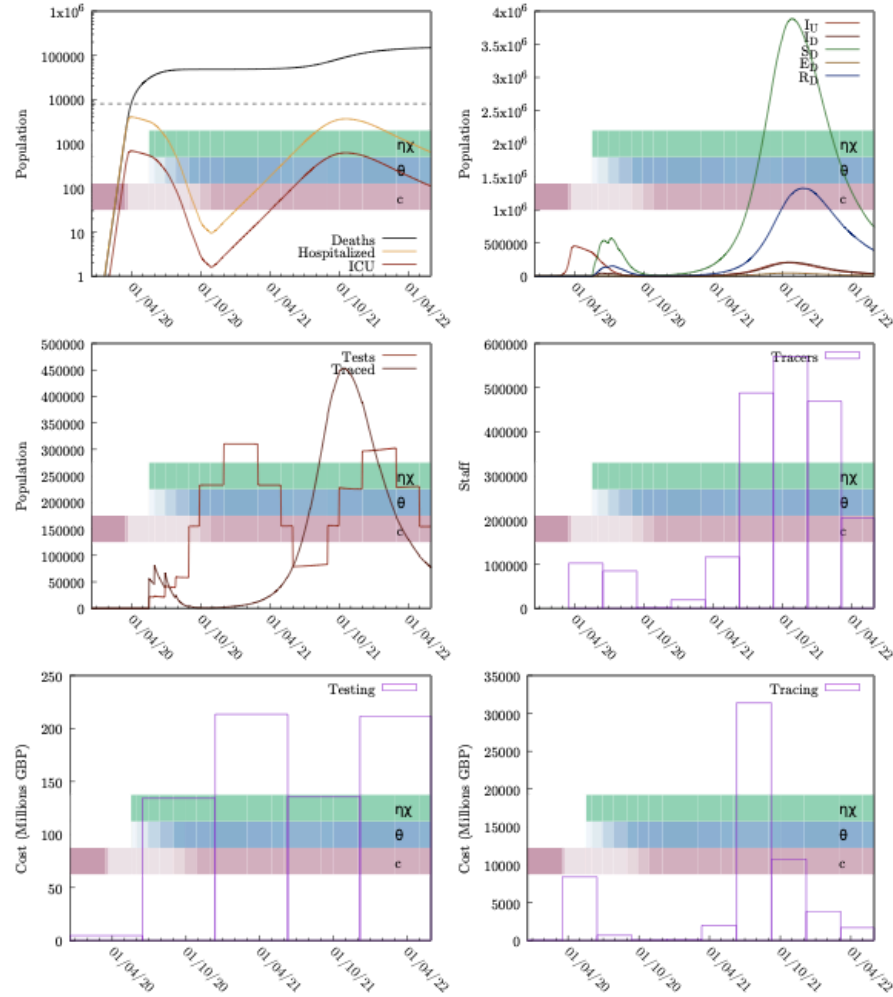 1x10^6
100000
10000
1000
100
10
1
Population
ηχ
θ
c
Deaths
Hospitalized
ICU
01/04/20
01/10/20
01/04/21
01/10/21
01/04/22
4x10^6
3.5x10^6
3x10^6
2.5x10^6
2x10^6
1.5x10^6
1x10^6
500000
0
Population
I_U
I_D
S_D
E_D
R_D
ηχ
θ
c
01/04/20
01/10/20
01/04/21
01/10/21
01/04/22
500000
450000
400000
350000
300000
250000
200000
150000
100000
50000
0
Population
Tests
Traced
ηχ
θ
c
01/04/20
01/10/20
01/04/21
01/10/21
01/04/22
600000
500000
400000
300000
200000
100000
0
Staff
Tracers
ηχ
θ
c
01/04/20
01/10/20
01/04/21
01/10/21
01/04/22
250
200
150
100
50
0
Cost (Millions GBP)
Testing
ηχ
θ
c
01/04/20
01/10/20
01/04/21
01/10/21
01/04/22
35000
30000
25000
20000
15000
10000
5000
0
Cost (Millions GBP)
Tracing
ηχ
θ
c
01/04/20
01/10/20
01/04/21
01/10/21
01/04/22